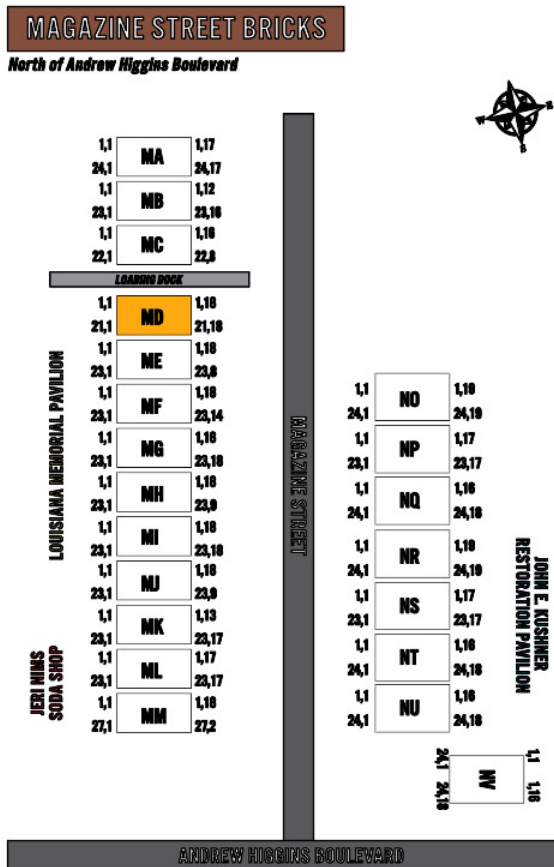 MAGAZINE STREET BRICKS
North of Andrew Higgins Boulevard
N
W E
S
1,1 MA 1,17
24,1 24,17
1,1 MB 1,12
23,1 23,16
1,1 MC 1,16
22,1 22,8
LOADING DOCK
1,1 MD 1,18
21,1 21,18
1,1 ME 1,18
23,1 23,8
1,1 MF 1,18
23,1 23,14
1,1 MG 1,16
23,1 23,18
1,1 MH 1,18
23,1 23,9
1,1 MI 1,18
23,1 23,18
1,1 MJ 1,18
23,1 23,9
1,1 MK 1,13
23,1 23,17
1,1 ML 1,17
23,1 23,17
1,1 MM 1,18
27,1 27,2
LOUISIANA MEMORIAL PAVILION
JERI NIMS
SODA SHOP
MAGAZINE STREET
1,1 NO 1,19
24,1 24,19
1,1 NP 1,17
23,1 23,17
1,1 NQ 1,16
24,1 24,18
1,1 NR 1,19
24,1 24,19
1,1 NS 1,17
23,1 23,17
1,1 NT 1,16
24,1 24,18
1,1 NU 1,16
24,1 24,18
JOHN E. KUSHNER
RESTORATION PAVILION
24,1 NV 1,1
24,18 1,16
ANDREW HIGGINS BOULEVARD